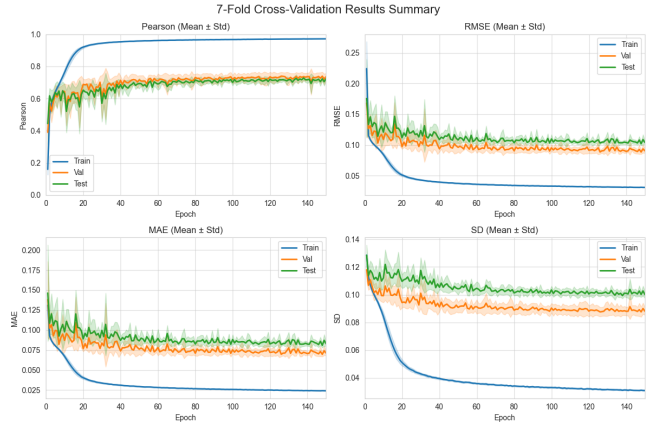 7-Fold Cross-Validation Results Summary
Pearson (Mean ± Std)
1.0
0.8
0.6
0.4
0.2
0.0
Pearson
Train
Val
Test
0 20 40 60 80 100 120 140
Epoch
RMSE (Mean ± Std)
0.25
0.20
0.15
0.10
0.05
RMSE
Train
Val
Test
0 20 40 60 80 100 120 140
Epoch
MAE (Mean ± Std)
0.200
0.175
0.150
0.125
0.100
0.075
0.050
0.025
MAE
Train
Val
Test
0 20 40 60 80 100 120 140
Epoch
SD (Mean ± Std)
0.14
0.12
0.10
0.08
0.06
0.04
SD
Train
Val
Test
0 20 40 60 80 100 120 140
Epoch